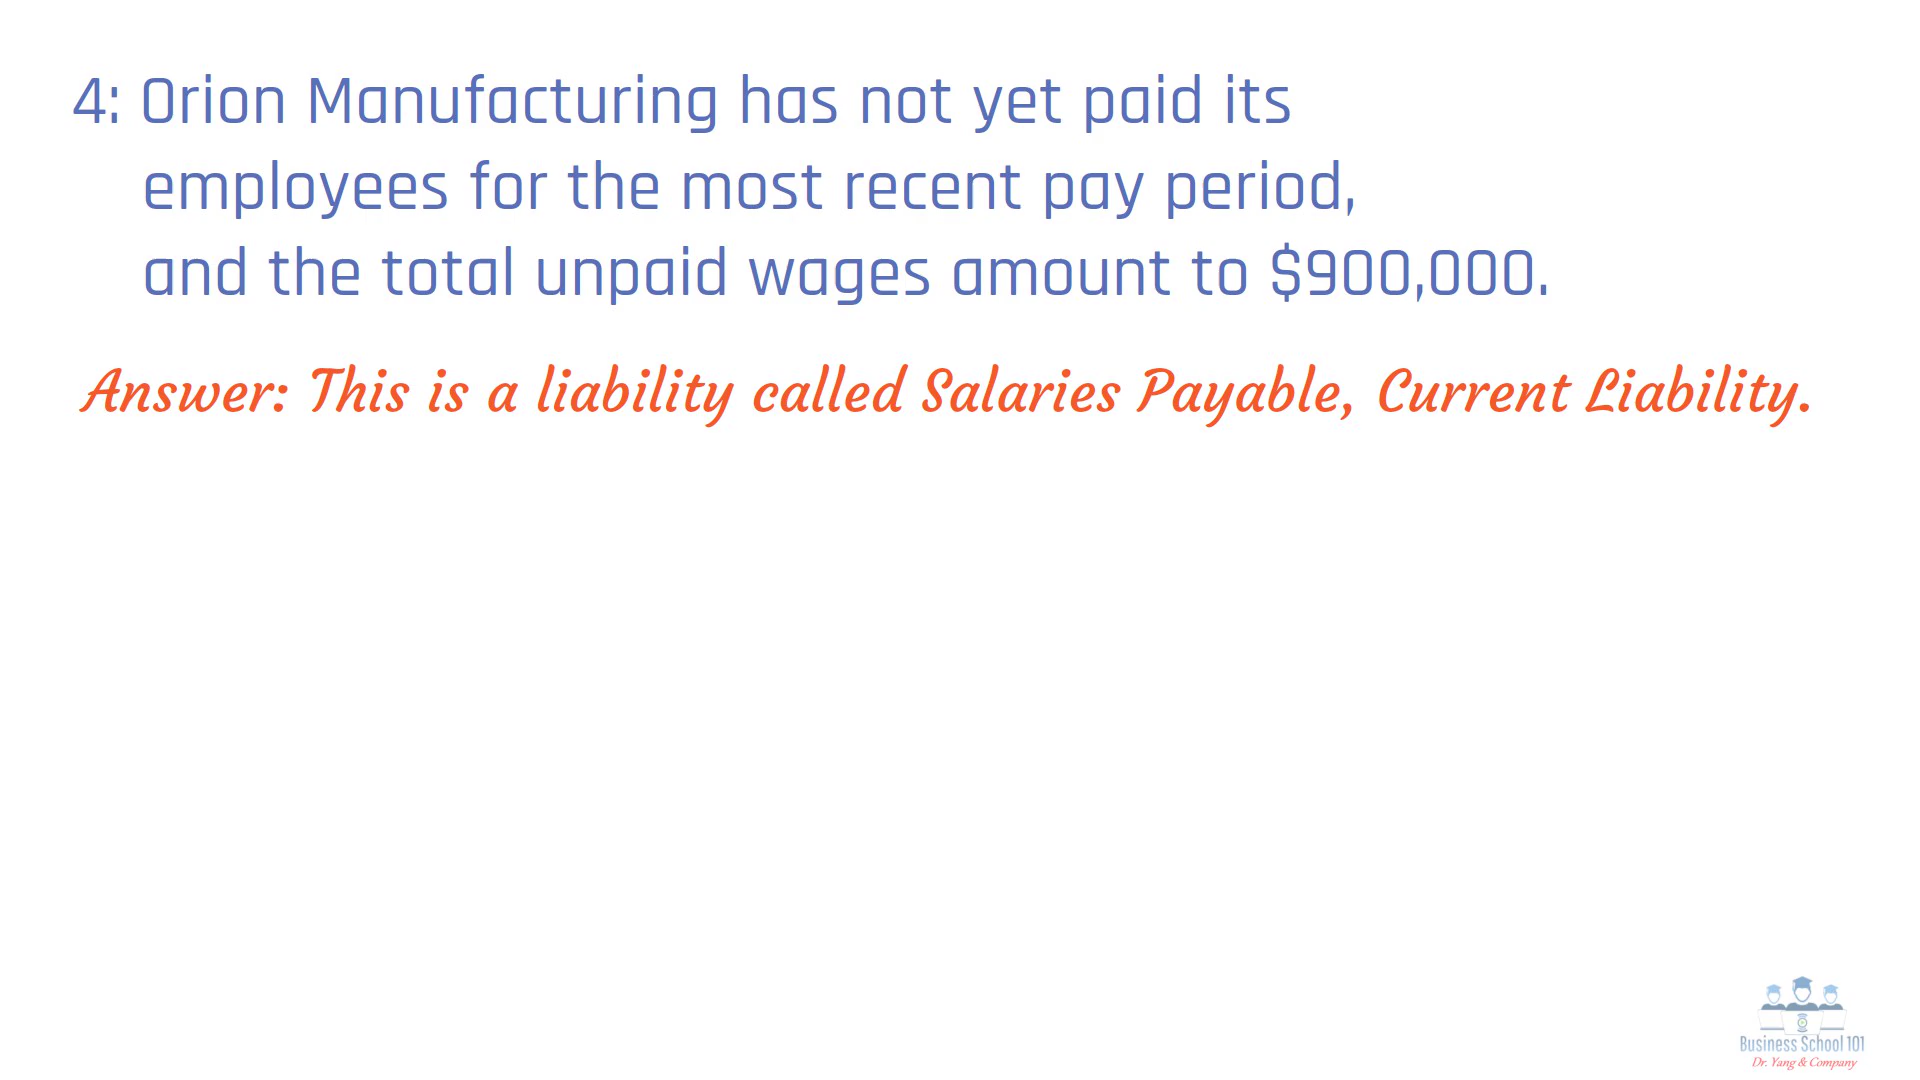 4: Orion Manufacturing has not yet paid its
employees for the most recent pay period,
and the total unpaid wages amount to $900,000.
Answer: This is a liability called Salaries Payable, Current Liability.
Business School 101
Dr. Yang & Company